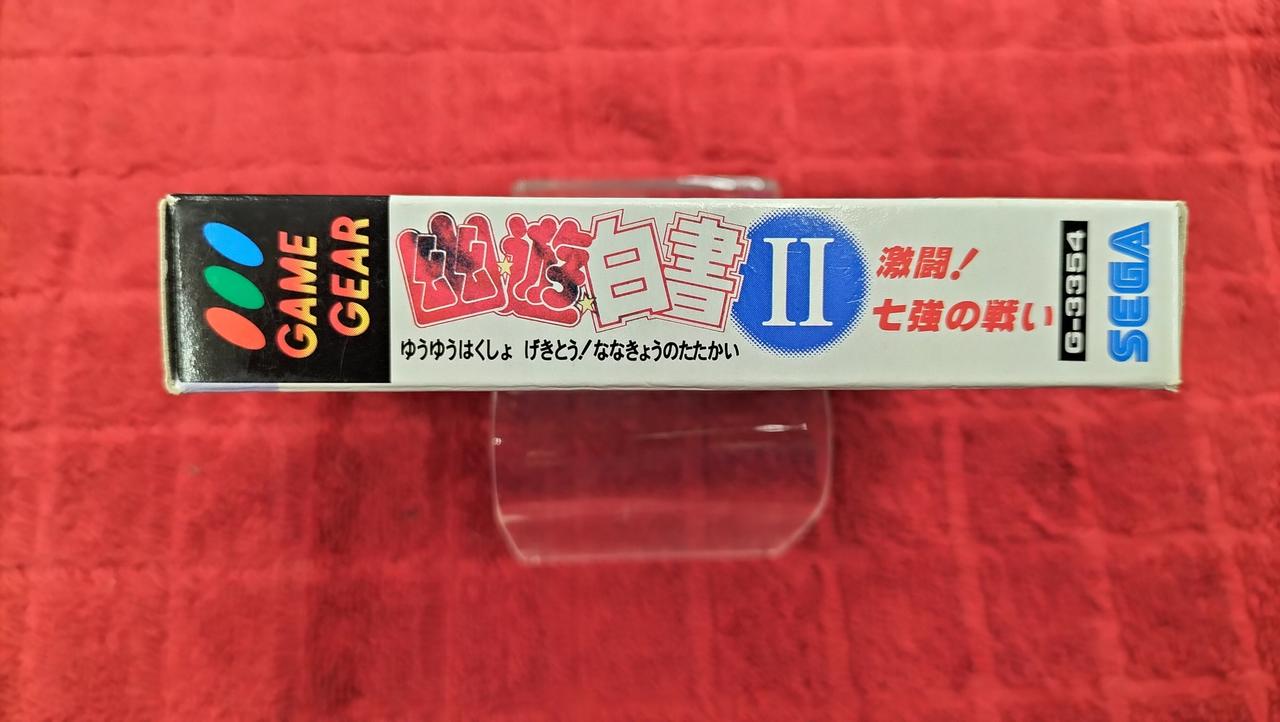 GAME
GEAR
幽★遊★白書
II
ゆうゆうはくしょ げきとう!ななきょうのたたかい
激闘!
七強の戦い
G-3354
SEGA